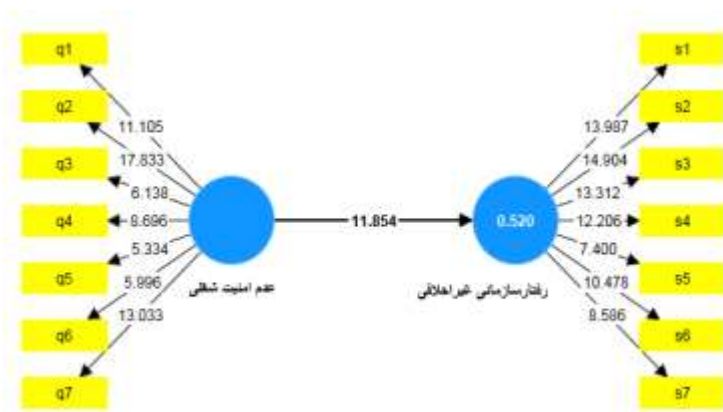 q1
q2
q3
q4
q5
q6
q7
11.105
17.833
6.138
8.696
5.334
5.996
13.033
عدم امنیت شغلی
11.854
0.520
رفتارسازمانی غیراخلاقی
13.987
14.904
13.312
12.206
7.400
10.478
8.586
s1
s2
s3
s4
s5
s6
s7